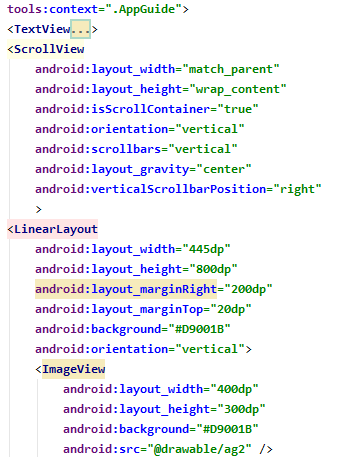 tools:context=".AppGuide">
<TextView...>
<ScrollView
android:layout_width="match_parent"
android:layout_height="wrap_content"
android:isScrollContainer="true"
android:orientation="vertical"
android:scrollbars="vertical"
android:layout_gravity="center"
android:verticalScrollbarPosition="right"
>
<LinearLayout
android:layout_width="445dp"
android:layout_height="800dp"
android:layout_marginRight="200dp"
android:layout_marginTop="20dp"
android:background="#D9001B"
android:orientation="vertical">
<ImageView
android:layout_width="400dp"
android:layout_height="300dp"
android:background="#D9001B"
android:src="@drawable/ag2" />